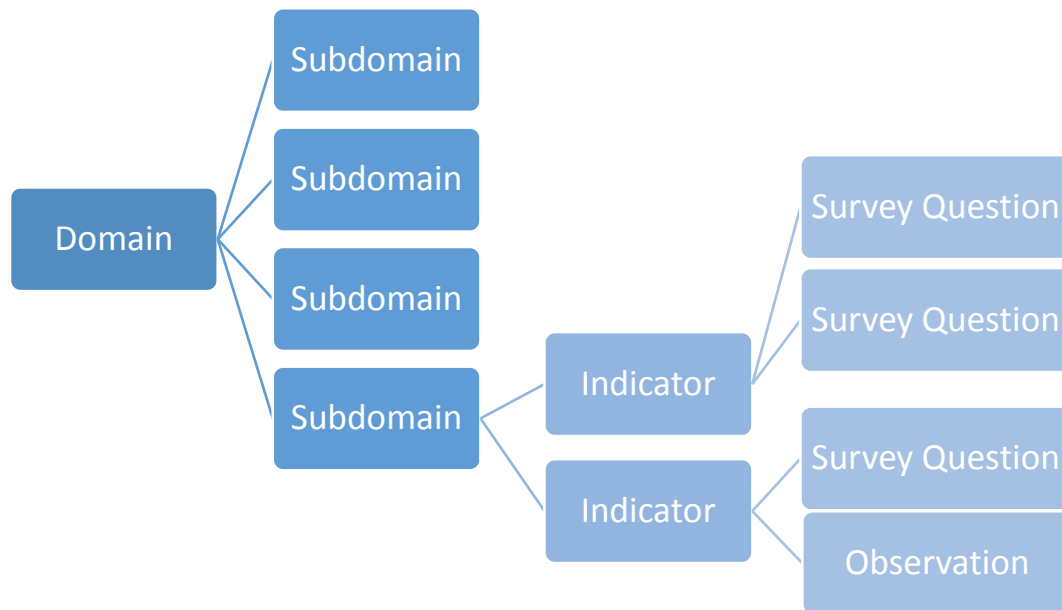 Domain
Subdomain
Subdomain
Subdomain
Subdomain
Indicator
Indicator
Survey Question
Survey Question
Survey Question
Observation